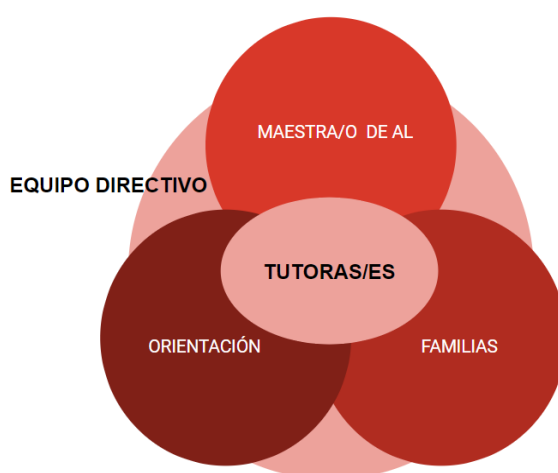 MAESTRA/O DE AL
EQUIPO DIRECTIVO
TUTORAS/ES
ORIENTACIÓN
FAMILIAS